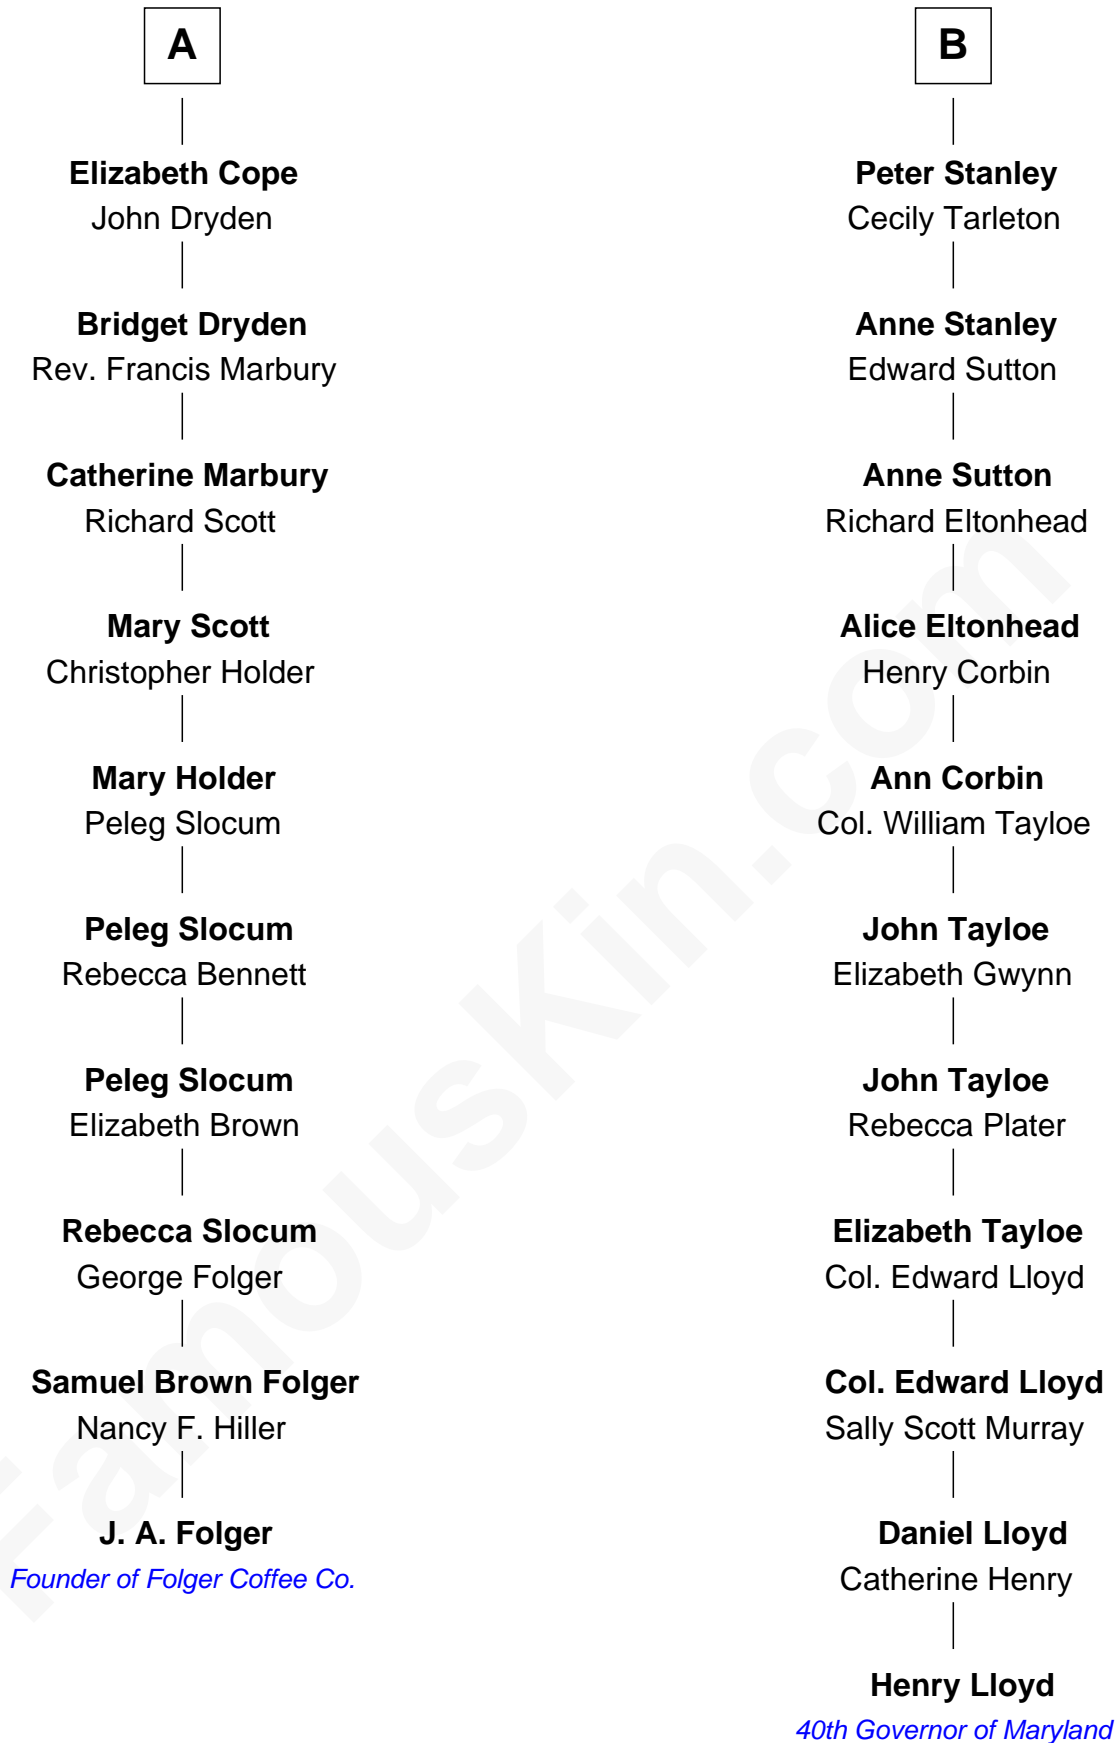 A
Elizabeth Cope
John Dryden
Bridget Dryden
Rev. Francis Marbury
Catherine Marbury
Richard Scott
Mary Scott
Christopher Holder
Mary Holder
Peleg Slocum
Peleg Slocum
Rebecca Bennett
Peleg Slocum
Elizabeth Brown
Rebecca Slocum
George Folger
Samuel Brown Folger
Nancy F. Hiller
J. A. Folger
Founder of Folger Coffee Co.
B
Peter Stanley
Cecily Tarleton
Anne Stanley
Edward Sutton
Anne Sutton
Richard Eltonhead
Alice Eltonhead
Henry Corbin
Ann Corbin
Col. William Tayloe
John Tayloe
Elizabeth Gwynn
John Tayloe
Rebecca Plater
Elizabeth Tayloe
Col. Edward Lloyd
Col. Edward Lloyd
Sally Scott Murray
Daniel Lloyd
Catherine Henry
Henry Lloyd
40th Governor of Maryland
FamousKin.com